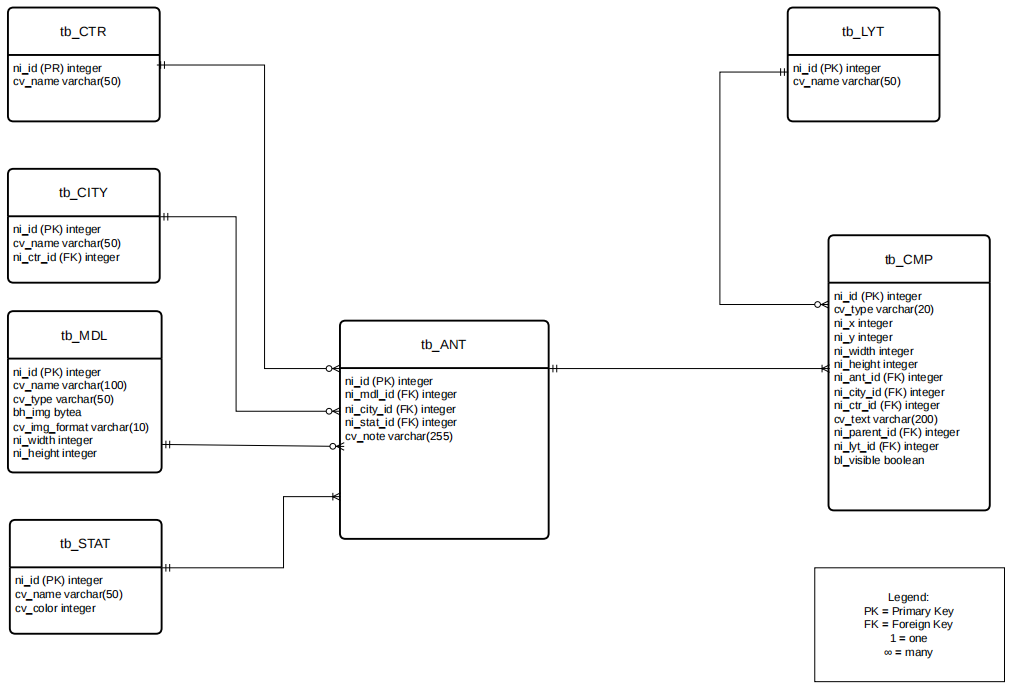 tb_CTR
ni_id (PR) integer
cv_name varchar(50)
tb_CITY
ni_id (PK) integer
cv_name varchar(50)
ni_ctr_id (FK) integer
tb_MDL
ni_id (PK) integer
cv_name varchar(100)
cv_type varchar(50)
bh_img bytea
cv_img_format varchar(10)
ni_width integer
ni_height integer
tb_STAT
ni_id (PK) integer
cv_name varchar(50)
cv_color integer
tb_ANT
ni_id (PK) integer
ni_mdl_id (FK) integer
ni_city_id (FK) integer
ni_stat_id (FK) integer
cv_note varchar(255)
tb_LYT
ni_id (PK) integer
cv_name varchar(50)
tb_CMP
ni_id (PK) integer
cv_type varchar(20)
ni_x integer
ni_y integer
ni_width integer
ni_height integer
ni_ant_id (FK) integer
ni_city_id (FK) integer
ni_ctr_id (FK) integer
cv_text varchar(200)
ni_parent_id (FK) integer
ni_lyt_id (FK) integer
bl_visible boolean
Legend:
PK = Primary Key
FK = Foreign Key
1 = one
∞ = many